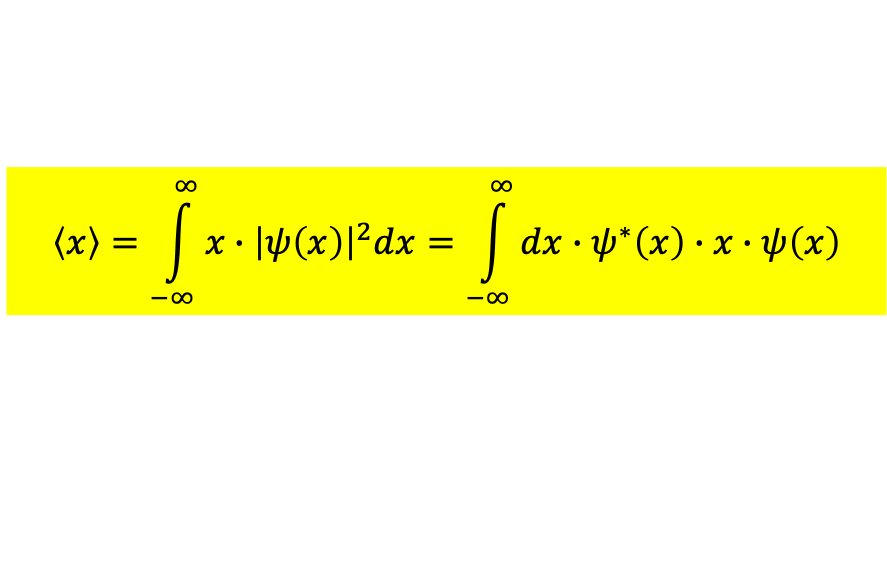 ⟨x⟩ = ∫_{−∞}^{∞} x · |ψ(x)|² dx = ∫_{−∞}^{∞} dx · ψ*(x) · x · ψ(x)